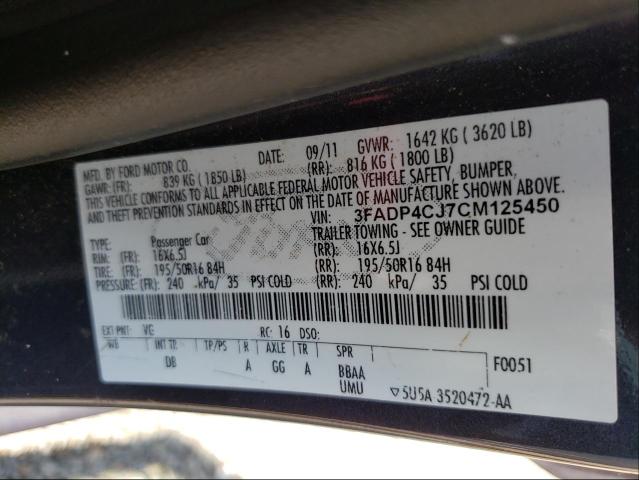 MFD. BY FORD MOTOR CO. DATE: 09/11 GVWR: 1642 KG ( 3620 LB)
GAWR: (FR): 839 KG ( 1850 LB) (RR): 816 KG ( 1800 LB)
THIS VEHICLE CONFORMS TO ALL APPLICABLE FEDERAL MOTOR VEHICLE SAFETY, BUMPER,
AND THEFT PREVENTION STANDARDS IN EFFECT ON THE DATE OF MANUFACTURE SHOWN ABOVE.
VIN: 3FADP4CJ7CM125450
TYPE: Passenger Car TRAILER TOWING - SEE OWNER GUIDE
RIM: (FR): 16X6.5J (RR): 16X6.5J
TIRE: (FR): 195/50R16 84H (RR): 195/50R16 84H
PRESSURE: (FR): 240 kPa/ 35 PSI COLD (RR): 240 kPa/ 35 PSI COLD
EXT PNT: VG RC: 16 DSO:
WB INT TR TP/PS R AXLE TR SPR F0051
DB A GG A BBAA
UMU ▽5U5A 3520472-AA